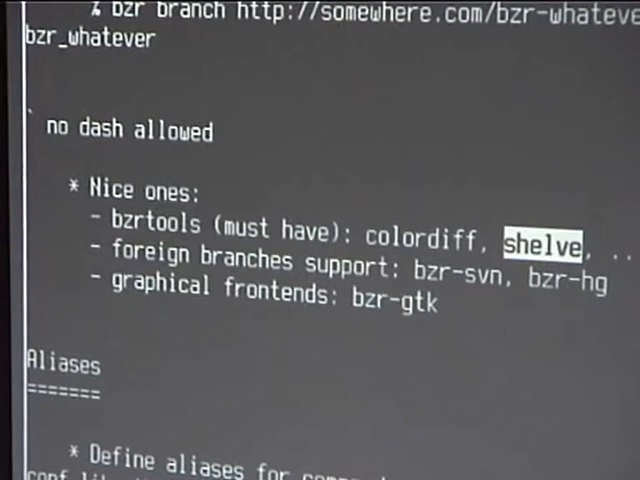 % bzr branch http://somewhere.com/bzr-whateve
bzr_whatever
no dash allowed
* Nice ones:
- bzrtools (must have): colordiff, shelve, ..
- foreign branches support: bzr-svn, bzr-hg
- graphical frontends: bzr-gtk
Aliases
=======
* Define aliases for